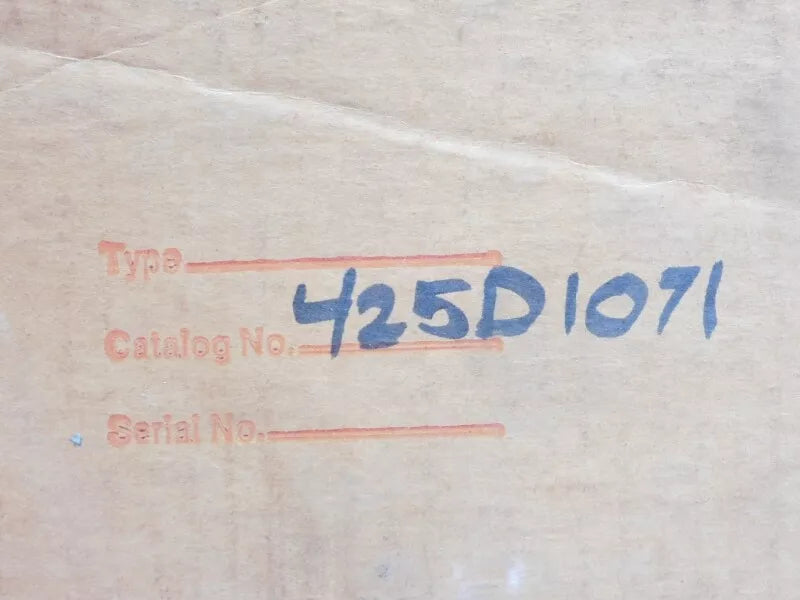 Type
Catalog No. 425D1071
Serial No.